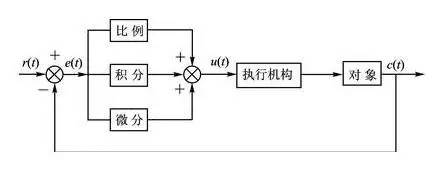 比例
+ +
r(t) e(t) 积分 + u(t) 执行机构 对象 c(t)
− +
微分